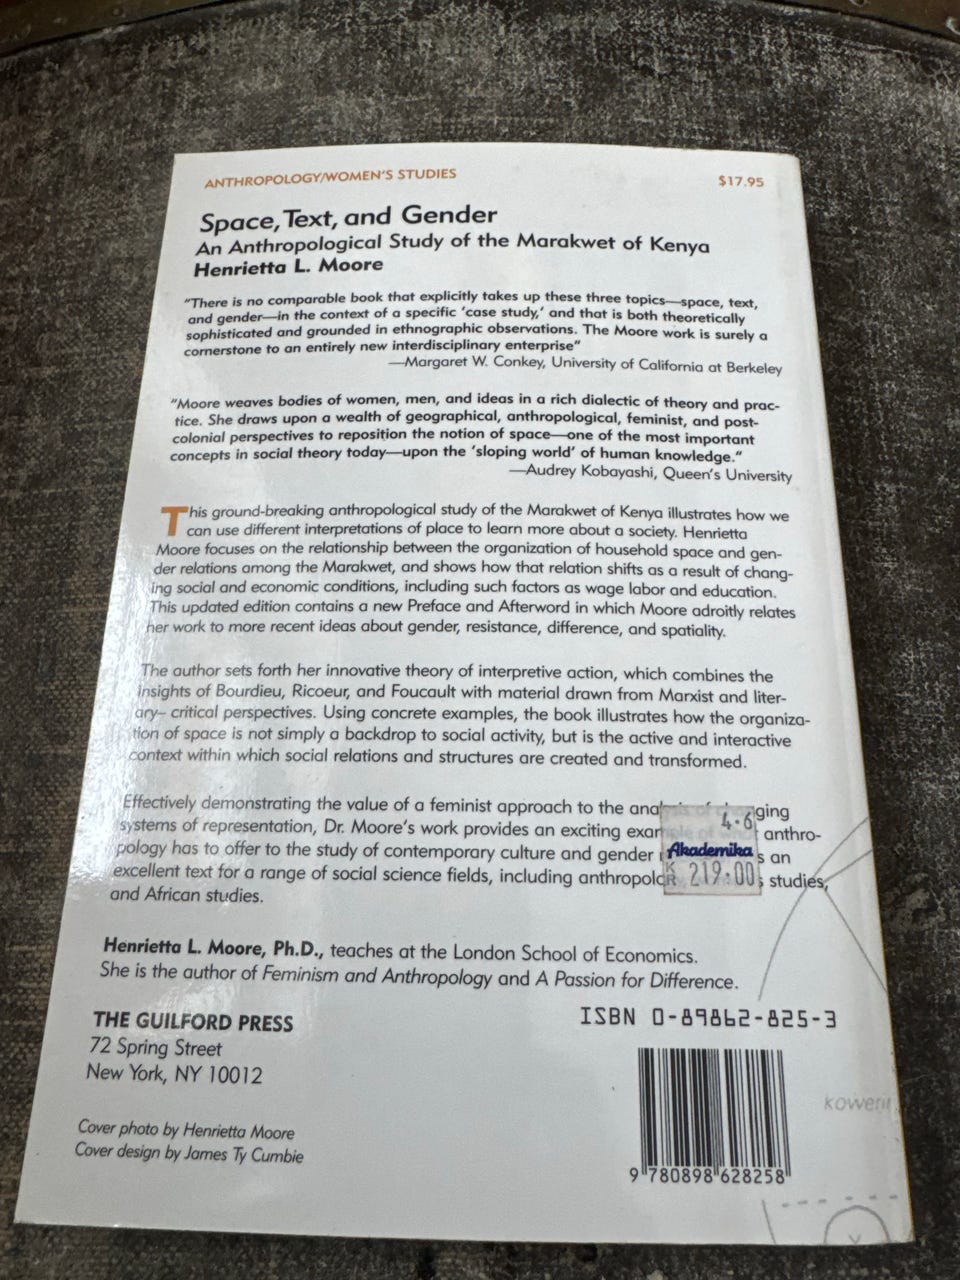 ANTHROPOLOGY/WOMEN'S STUDIES
$17.95
Space, Text, and Gender
An Anthropological Study of the Marakwet of Kenya
Henrietta L. Moore
"There is no comparable book that explicitly takes up these three topics—space, text,
and gender—in the context of a specific 'case study,' and that is both theoretically
sophisticated and grounded in ethnographic observations. The Moore work is surely a
cornerstone to an entirely new interdisciplinary enterprise"
—Margaret W. Conkey, University of California at Berkeley
"Moore weaves bodies of women, men, and ideas in a rich dialectic of theory and prac-
tice. She draws upon a wealth of geographical, anthropological, feminist, and post-
colonial perspectives to reposition the notion of space—one of the most important
concepts in social theory today—upon the 'sloping world' of human knowledge."
—Audrey Kobayashi, Queen's University
This ground-breaking anthropological study of the Marakwet of Kenya illustrates how we
can use different interpretations of place to learn more about a society. Henrietta
Moore focuses on the relationship between the organization of household space and gen-
der relations among the Marakwet, and shows how that relation shifts as a result of chang-
ing social and economic conditions, including such factors as wage labor and education.
This updated edition contains a new Preface and Afterword in which Moore adroitly relates
her work to more recent ideas about gender, resistance, difference, and spatiality.
The author sets forth her innovative theory of interpretive action, which combines the
insights of Bourdieu, Ricoeur, and Foucault with material drawn from Marxist and liter-
ary– critical perspectives. Using concrete examples, the book illustrates how the organiza-
tion of space is not simply a backdrop to social activity, but is the active and interactive
context within which social relations and structures are created and transformed.
Effectively demonstrating the value of a feminist approach to the of
systems of representation, Dr. Moore's work provides an exciting of anthro-
pology has to offer to the study of contemporary culture and gender an
excellent text for a range of social science fields, including studies,
and African studies.
4·6
Akademika
219·00
Henrietta L. Moore, Ph.D., teaches at the London School of Economics.
She is the author of Feminism and Anthropology and A Passion for Difference.
THE GUILFORD PRESS
72 Spring Street
New York, NY 10012
ISBN 0-89862-825-3
9 780898 628258
Cover photo by Henrietta Moore
Cover design by James Ty Cumbie